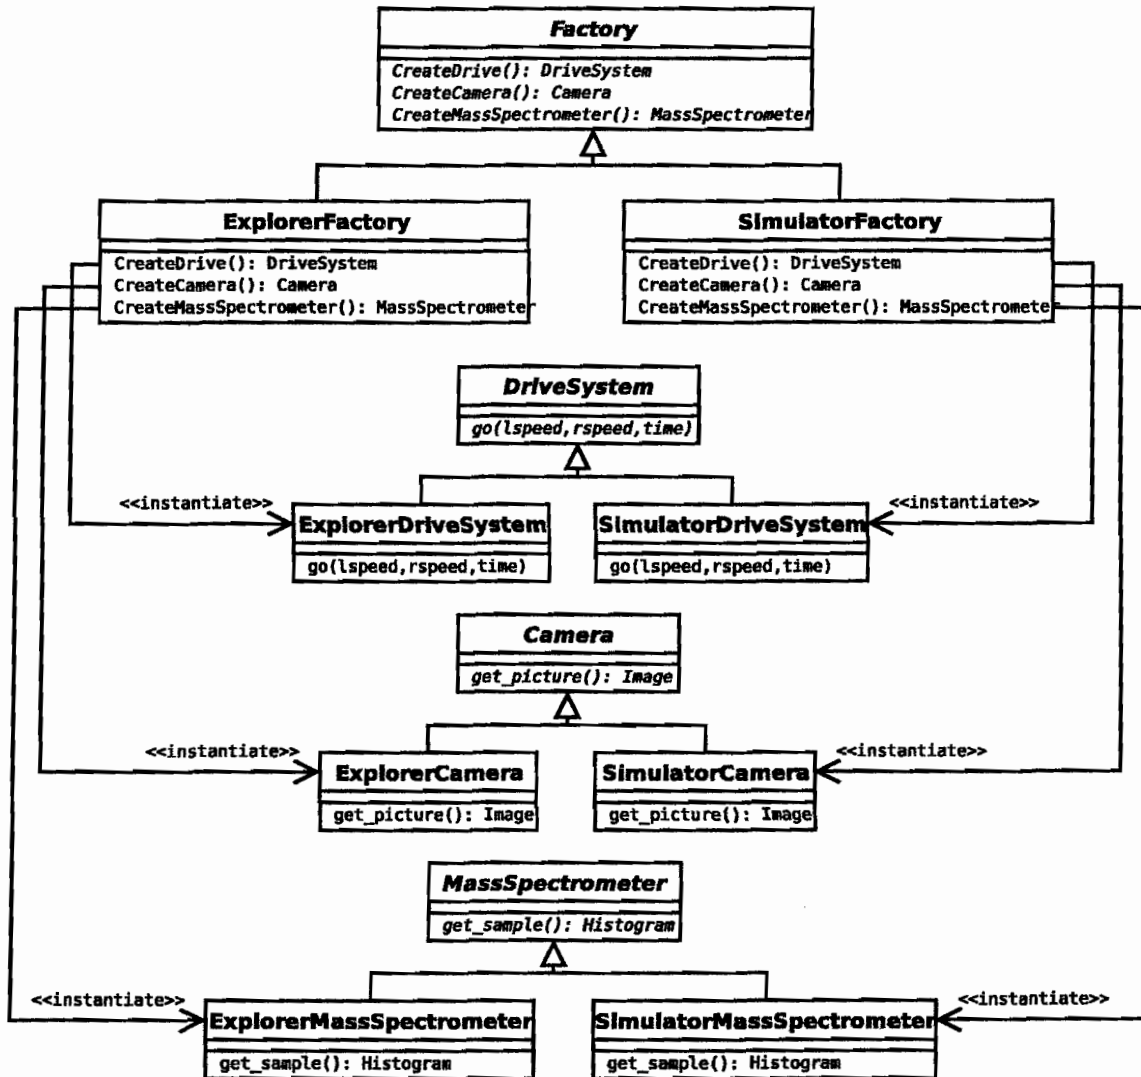 Factory
CreateDrive(): DriveSystem
CreateCamera(): Camera
CreateMassSpectrometer(): MassSpectrometer
ExplorerFactory
CreateDrive(): DriveSystem
CreateCamera(): Camera
CreateMassSpectrometer(): MassSpectrometer
SimulatorFactory
CreateDrive(): DriveSystem
CreateCamera(): Camera
CreateMassSpectrometer(): MassSpectrometer
DriveSystem
go(lspeed,rspeed,time)
<<instantiate>>
<<instantiate>>
ExplorerDriveSystem
go(lspeed,rspeed,time)
SimulatorDriveSystem
go(lspeed,rspeed,time)
Camera
get_picture(): Image
<<instantiate>>
<<instantiate>>
ExplorerCamera
get_picture(): Image
SimulatorCamera
get_picture(): Image
MassSpectrometer
get_sample(): Histogram
<<instantiate>>
<<instantiate>>
ExplorerMassSpectrometer
get_sample(): Histogram
SimulatorMassSpectrometer
get_sample(): Histogram